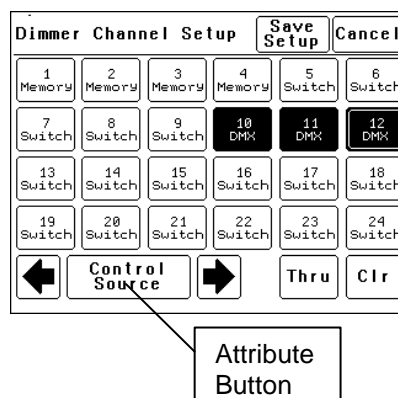 Dimmer Channel Setup Save Setup Cancel
1 Memory 2 Memory 3 Memory 4 Memory 5 Switch 6 Switch
7 Switch 8 Switch 9 Switch 10 DMX 11 DMX 12 DMX
13 Switch 14 Switch 15 Switch 16 Switch 17 Switch 18 Switch
19 Switch 20 Switch 21 Switch 22 Switch 23 Switch 24 Switch
Control Source Thru Clr
Attribute
Button